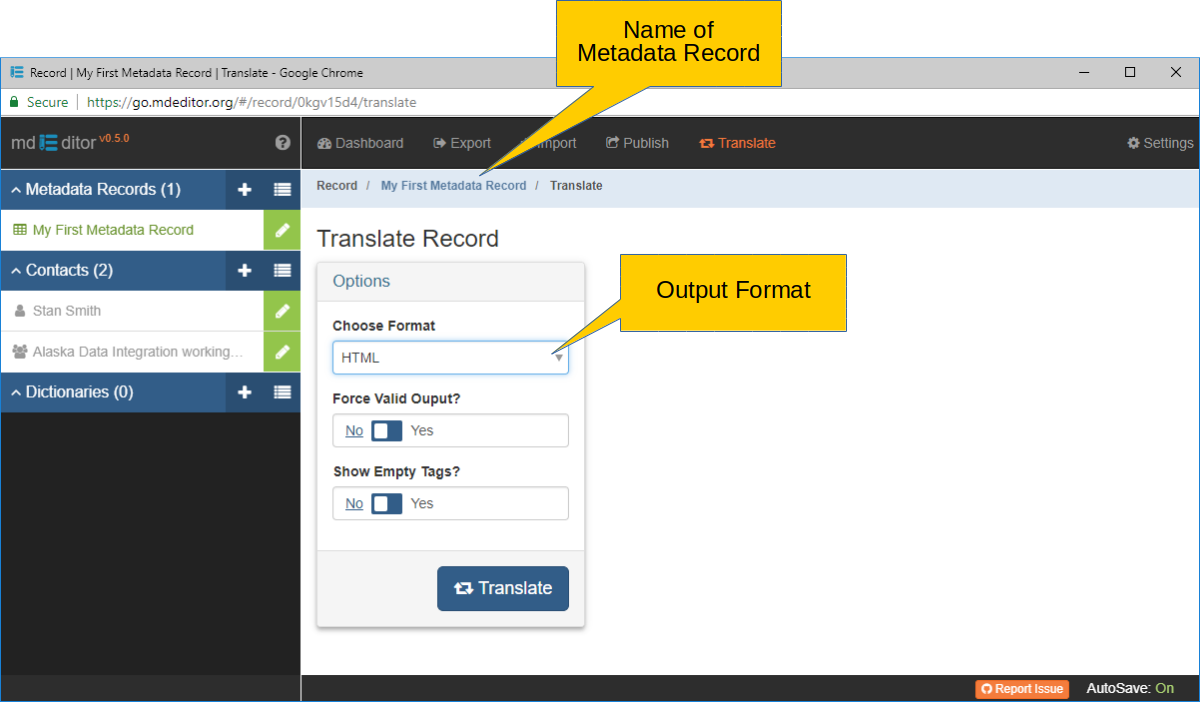 Name of
Metadata Record
Record | My First Metadata Record | Translate - Google Chrome
Secure | https://go.mdeditor.org/#/record/0kgv15d4/translate
md ditor v0.5.0
Dashboard Export Import Publish Translate Settings
Metadata Records (1)
Record / My First Metadata Record / Translate
My First Metadata Record
Translate Record
Contacts (2)
Options
Output Format
Stan Smith
Choose Format
Alaska Data Integration working...
HTML
Dictionaries (0)
Force Valid Ouput?
No Yes
Show Empty Tags?
No Yes
Translate
Report Issue AutoSave: On